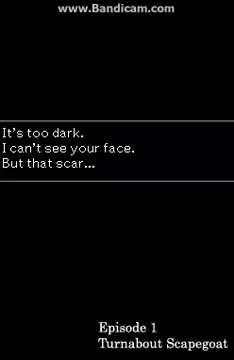 www.Bandicam.com
It's too dark.
I can't see your face.
But that scar...
Episode 1
Turnabout Scapegoat